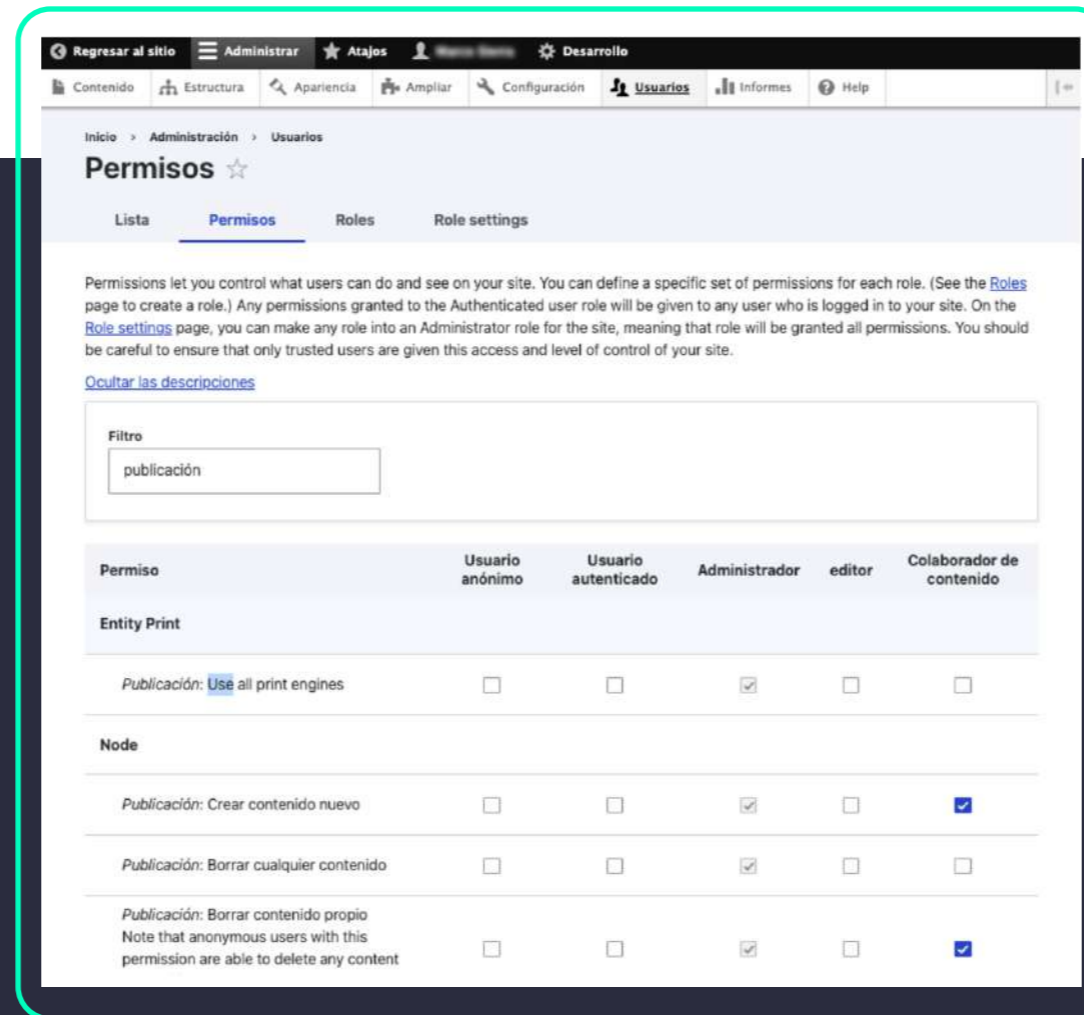 Regresar al sitio Administrar Atajos Desarrollo
Contenido Estructura Apariencia Ampliar Configuración Usuarios Informes Help
Inicio > Administración > Usuarios
Permisos
Lista Permisos Roles Role settings
Permissions let you control what users can do and see on your site. You can define a specific set of permissions for each role. (See the Roles
page to create a role.) Any permissions granted to the Authenticated user role will be given to any user who is logged in to your site. On the
Role settings page, you can make any role into an Administrator role for the site, meaning that role will be granted all permissions. You should
be careful to ensure that only trusted users are given this access and level of control of your site.
Ocultar las descripciones
Filtro
publicación
Permiso Usuario anónimo Usuario autenticado Administrador editor Colaborador de contenido
Entity Print
Publicación: Use all print engines
Node
Publicación: Crear contenido nuevo
Publicación: Borrar cualquier contenido
Publicación: Borrar contenido propio
Note that anonymous users with this
permission are able to delete any content